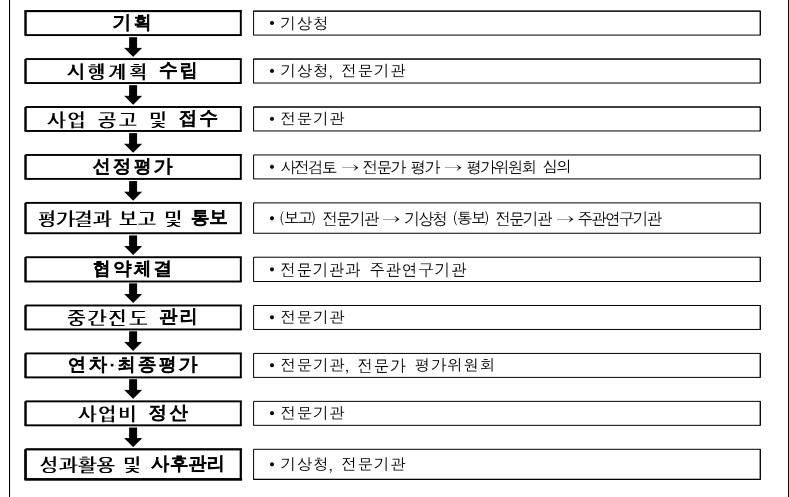 기획
• 기상청
시행계획 수립
• 기상청, 전문기관
사업 공고 및 접수
• 전문기관
선정평가
• 사전검토 → 전문가 평가 → 평가위원회 심의
평가결과 보고 및 통보
• (보고) 전문기관 → 기상청 (통보) 전문기관 → 주관연구기관
협약체결
• 전문기관과 주관연구기관
중간진도 관리
• 전문기관
연차·최종평가
• 전문기관, 전문가 평가위원회
사업비 정산
• 전문기관
성과활용 및 사후관리
• 기상청, 전문기관